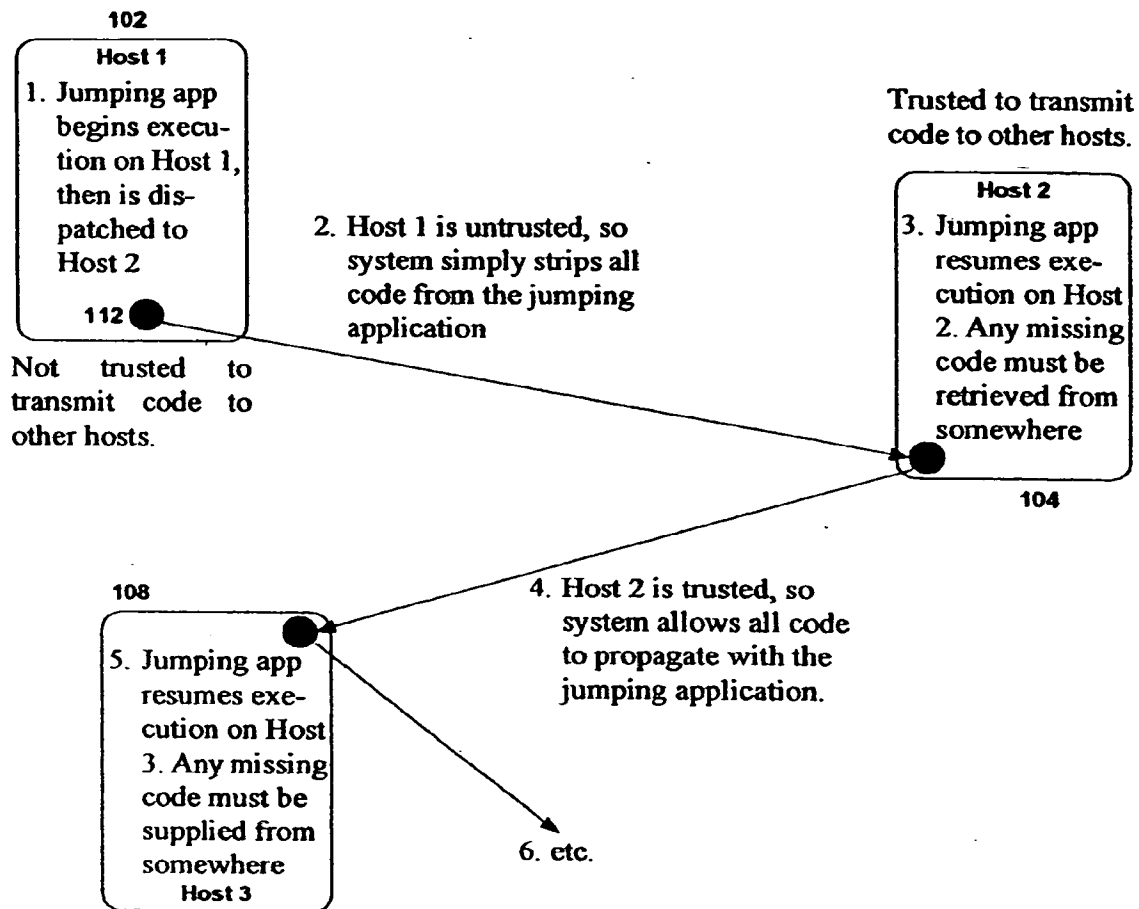 102
Host 1
1. Jumping app
begins execu-
tion on Host 1,
then is dis-
patched to
Host 2
112
Not trusted to
transmit code to
other hosts.
2. Host 1 is untrusted, so
system simply strips all
code from the jumping
application
Trusted to transmit
code to other hosts.
Host 2
3. Jumping app
resumes exe-
cution on Host
2. Any missing
code must be
retrieved from
somewhere
104
4. Host 2 is trusted, so
system allows all code
to propagate with the
jumping application.
108
5. Jumping app
resumes exe-
cution on Host
3. Any missing
code must be
supplied from
somewhere
Host 3
6. etc.